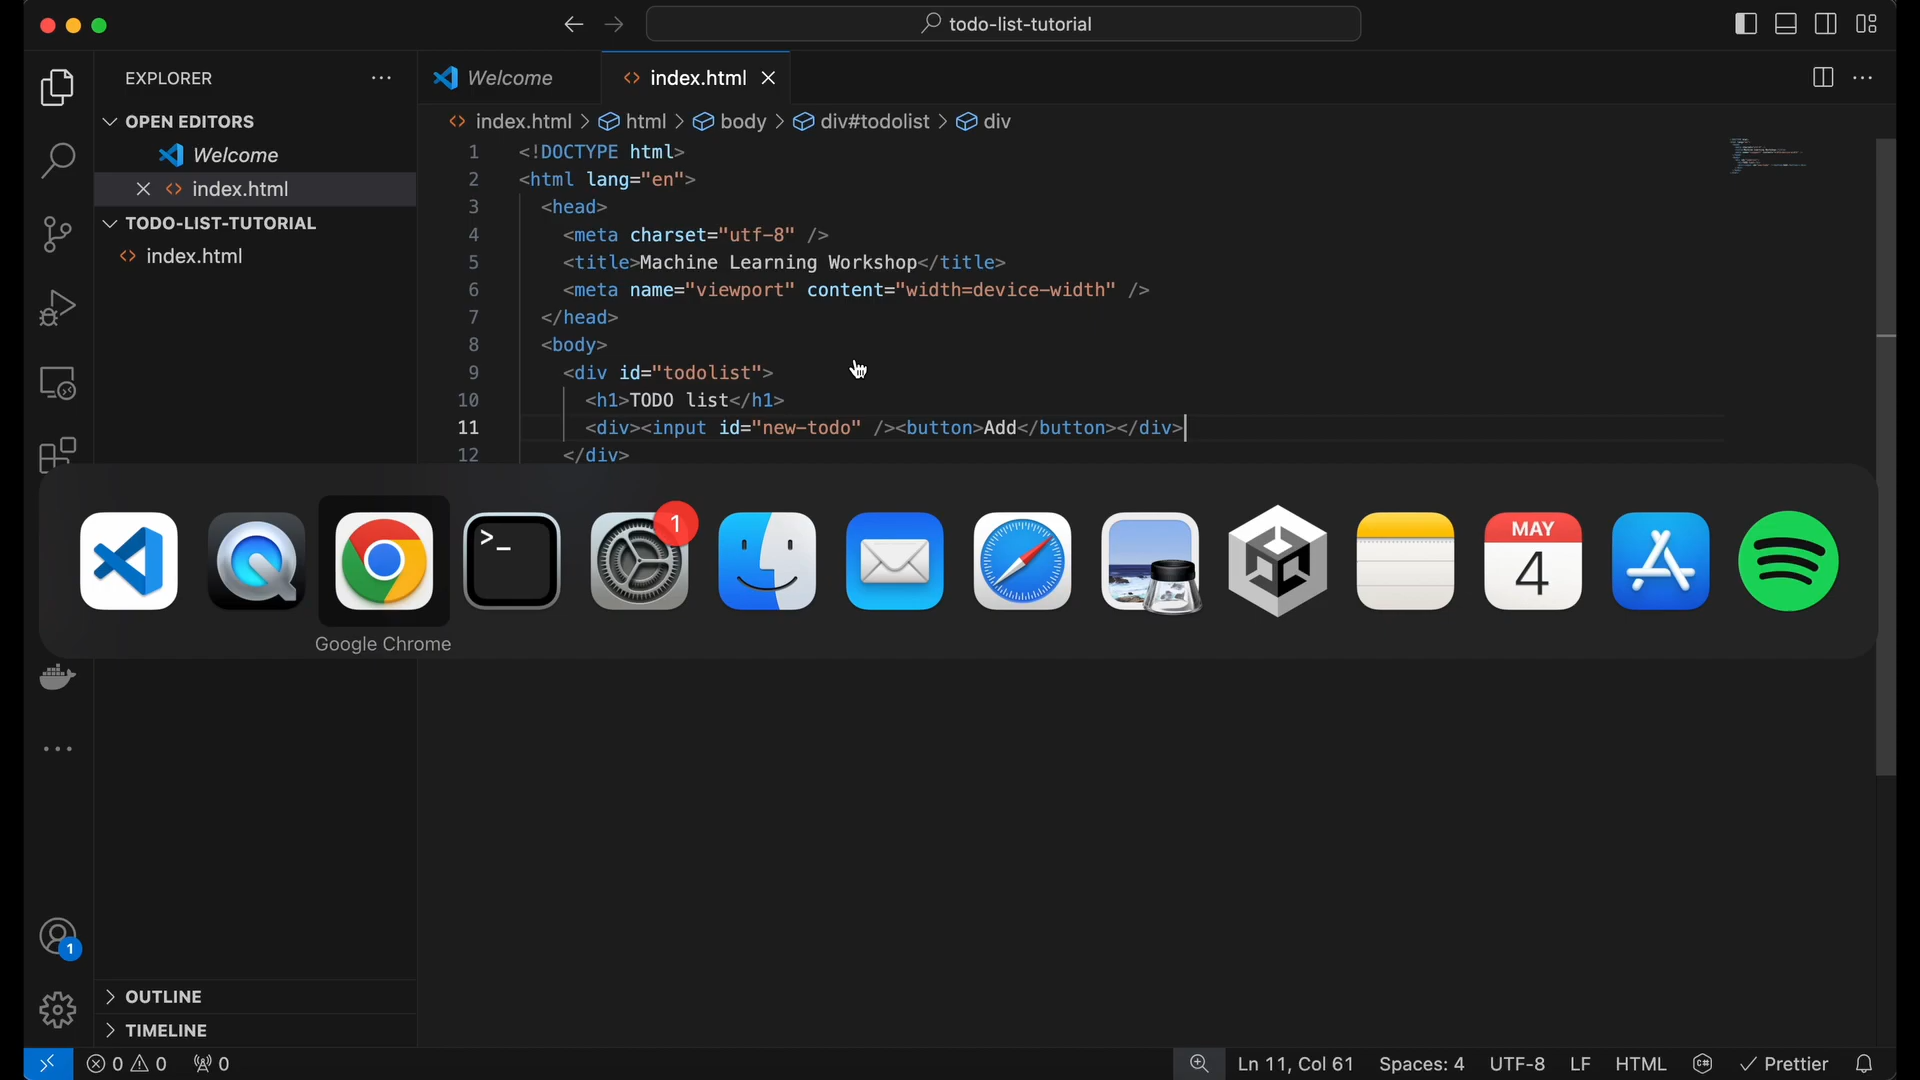 todo-list-tutorial
EXPLORER
Welcome
index.html
OPEN EDITORS
Welcome
index.html
TODO-LIST-TUTORIAL
index.html
index.html > html > body > div#todolist > div
1 <!DOCTYPE html>
2 <html lang="en">
3 <head>
4 <meta charset="utf-8" />
5 <title>Machine Learning Workshop</title>
6 <meta name="viewport" content="width=device-width" />
7 </head>
8 <body>
9 <div id="todolist">
10 <h1>TODO list</h1>
11 <div><input id="new-todo" /><button>Add</button></div>
12 </div>
>_
1
MAY
4
Google Chrome
1
OUTLINE
TIMELINE
0 0 0
Ln 11, Col 61 Spaces: 4 UTF-8 LF HTML C# Prettier